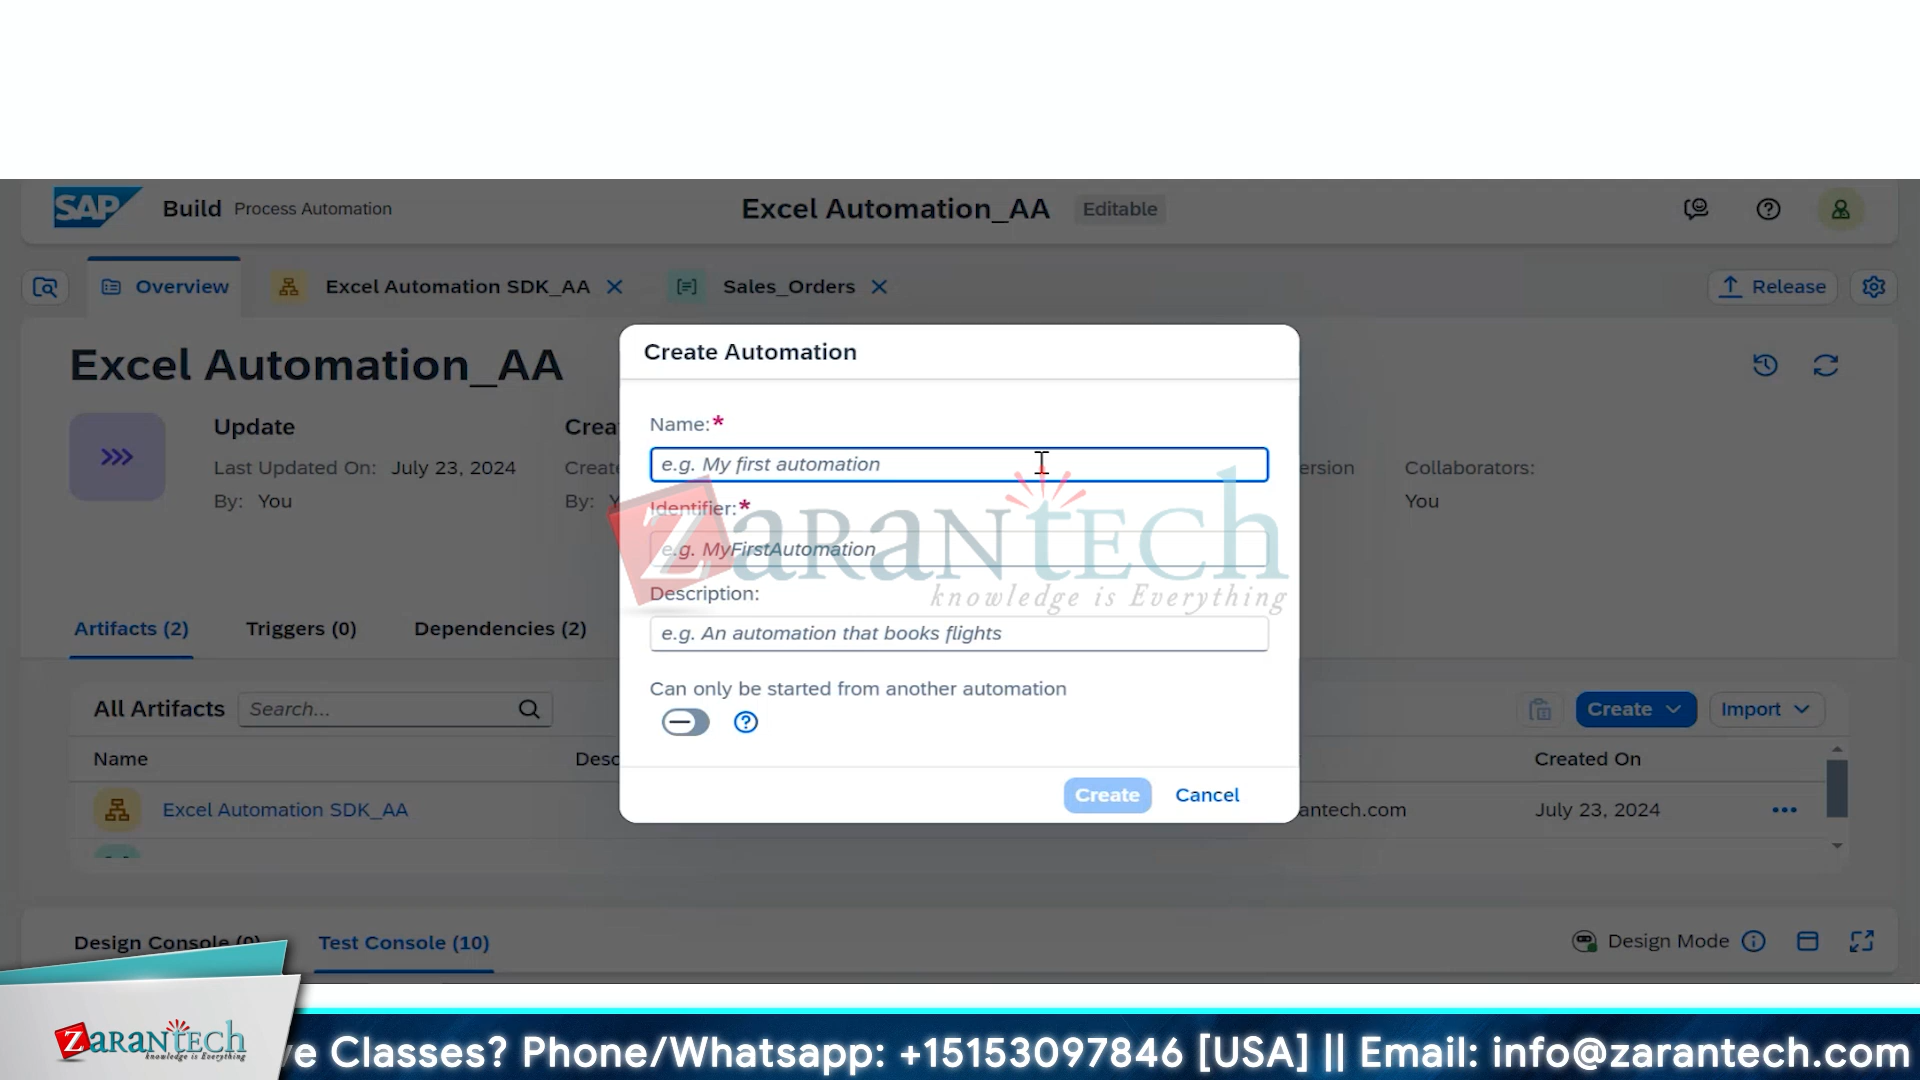 SAP Build Process Automation
Excel Automation_AA Editable
Overview
Excel Automation SDK_AA
Sales_Orders
Release
Excel Automation_AA
Update
Last Updated On: July 23, 2024
By: You
Crea
Create
By: Y
ersion
Collaborators:
You
Create Automation
Name:*
e.g. My first automation
Identifier:*
e.g. MyFirstAutomation
Description:
e.g. An automation that books flights
Can only be started from another automation
Create Cancel
ZaranTech
knowledge is Everything
Artifacts (2) Triggers (0) Dependencies (2)
All Artifacts Search...
Create Import
Name Desc Created On
Excel Automation SDK_AA antech.com July 23, 2024
Design Console (0) Test Console (10)
Design Mode
ZaranTech
knowledge is Everything
ve Classes? Phone/Whatsapp: +15153097846 [USA] || Email: info@zarantech.com